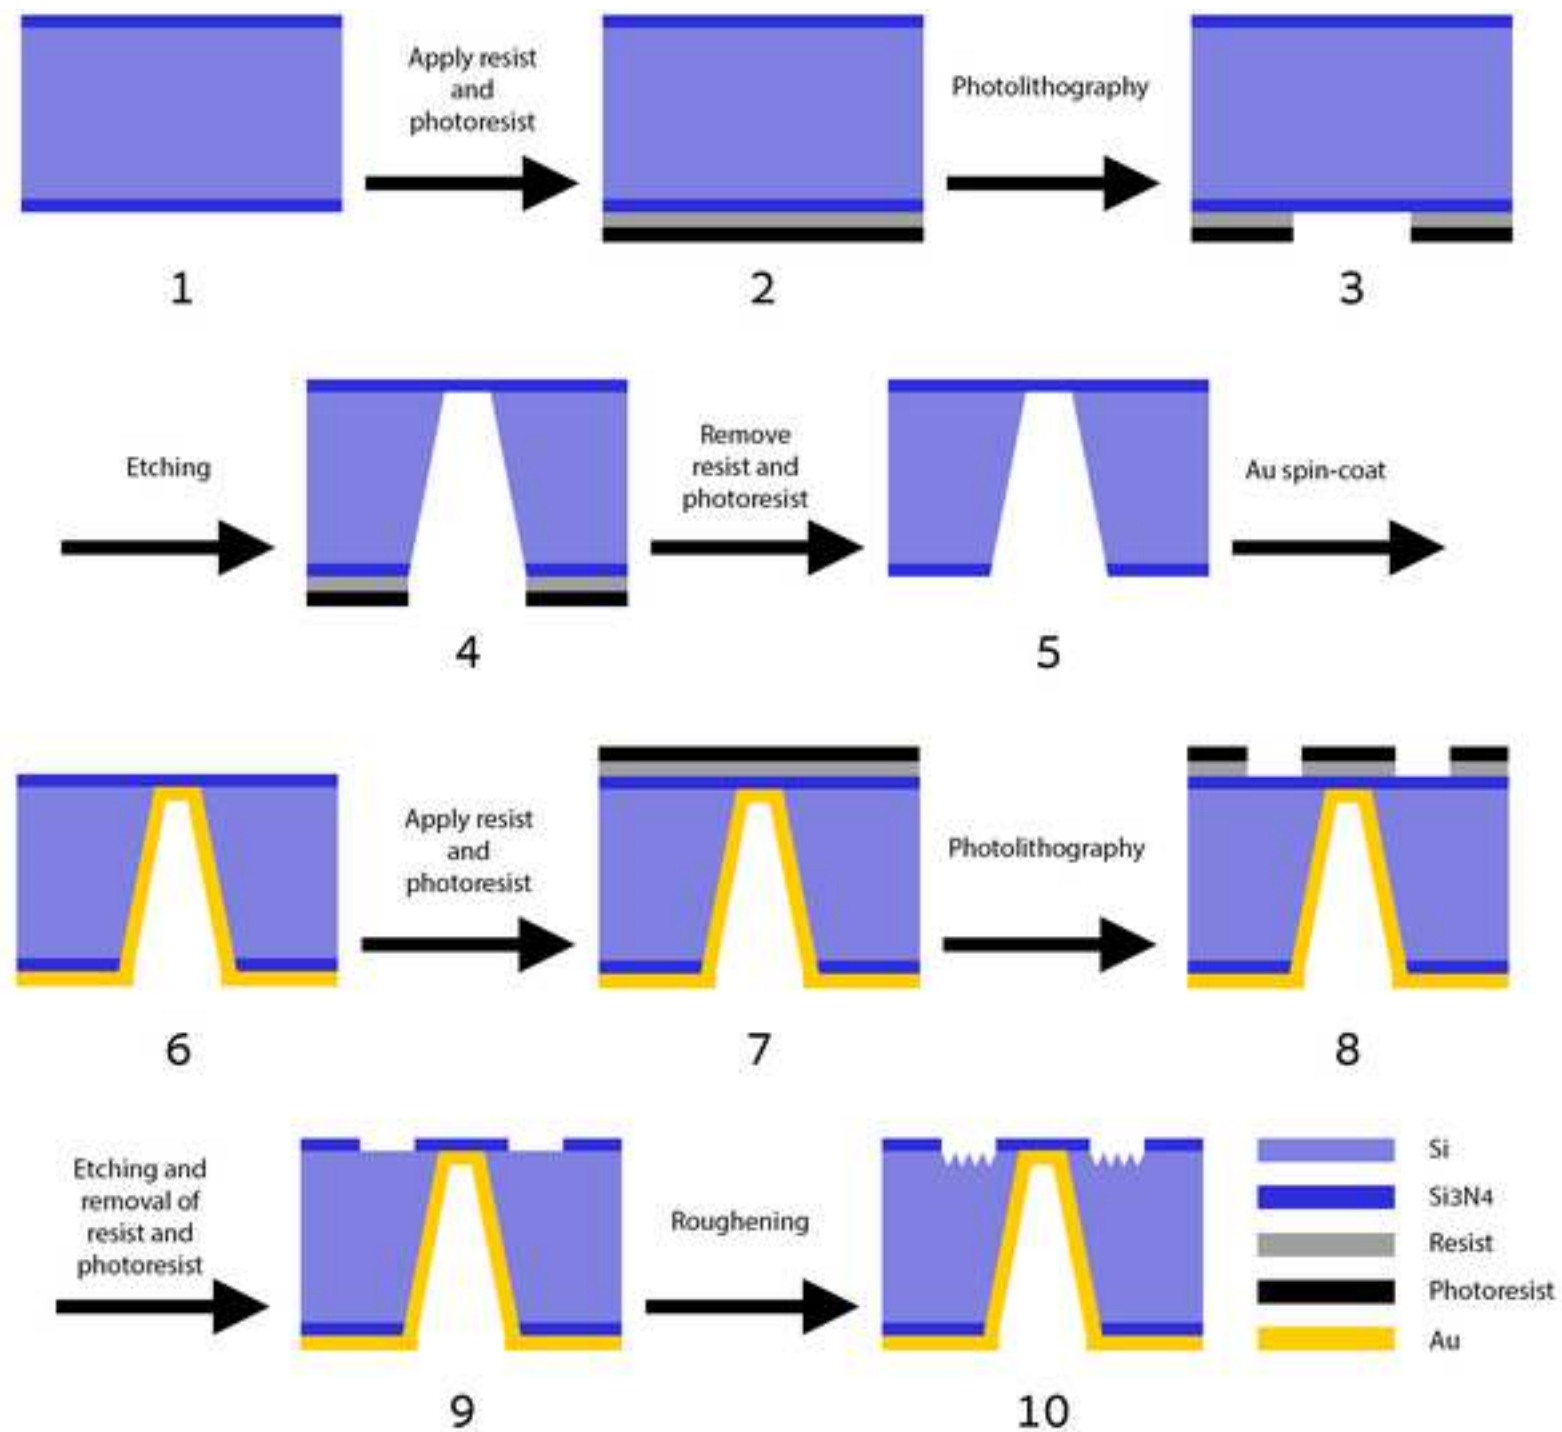 Apply resist
and
photoresist
Photolithography
1
2
3
Etching
Remove
resist and
photoresist
Au spin-coat
4
5
Apply resist
and
photoresist
Photolithography
6
7
8
Etching and
removal of
resist and
photoresist
Roughening
Si
Si3N4
Resist
Photoresist
Au
9
10